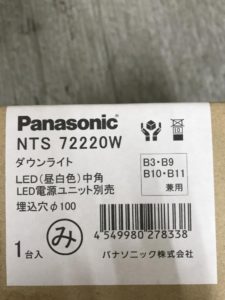 Panasonic
NTS 72220W
ダウンライト
LED(昼白色)中角
LED電源ユニット別売
埋込穴φ100
B3・B9
B10・B11
兼用
1台入
み
4 549980 278338
パナソニック株式会社